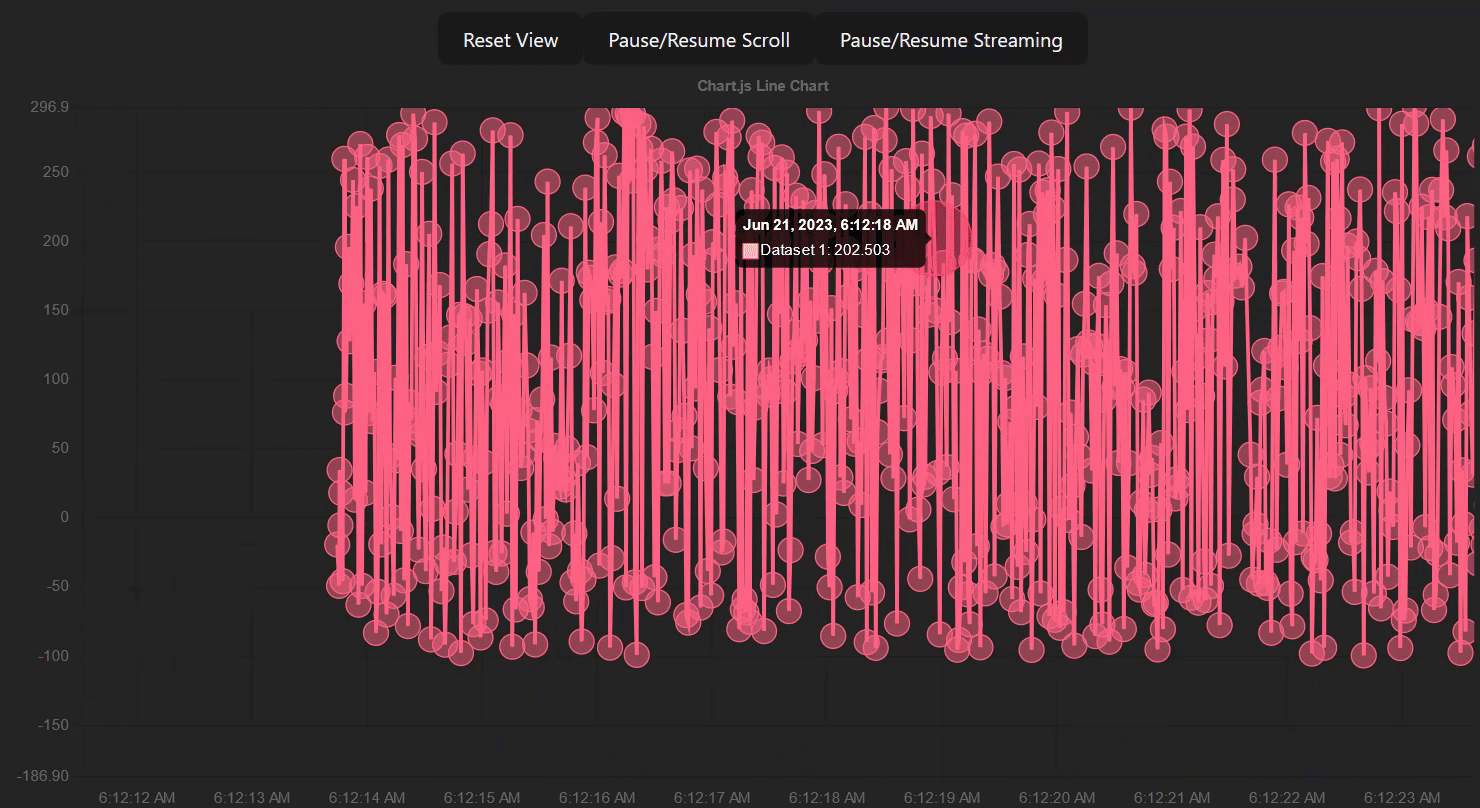 Reset View Pause/Resume Scroll Pause/Resume Streaming
Chart.js Line Chart
296.9
250
200
150
100
50
0
-50
-100
-150
-186.90
Jun 21, 2023, 6:12:18 AM
Dataset 1: 202.503
6:12:12 AM 6:12:13 AM 6:12:14 AM 6:12:15 AM 6:12:16 AM 6:12:17 AM 6:12:18 AM 6:12:19 AM 6:12:20 AM 6:12:21 AM 6:12:22 AM 6:12:23 AM